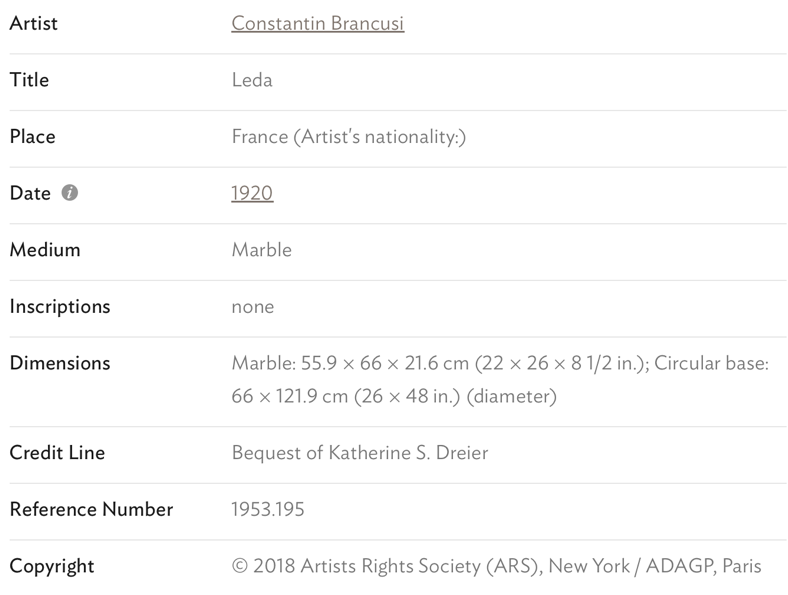 Artist Constantin Brancusi
Title Leda
Place France (Artist's nationality:)
Date i 1920
Medium Marble
Inscriptions none
Dimensions Marble: 55.9 × 66 × 21.6 cm (22 × 26 × 8 1/2 in.); Circular base:
66 × 121.9 cm (26 × 48 in.) (diameter)
Credit Line Bequest of Katherine S. Dreier
Reference Number 1953.195
Copyright © 2018 Artists Rights Society (ARS), New York / ADAGP, Paris